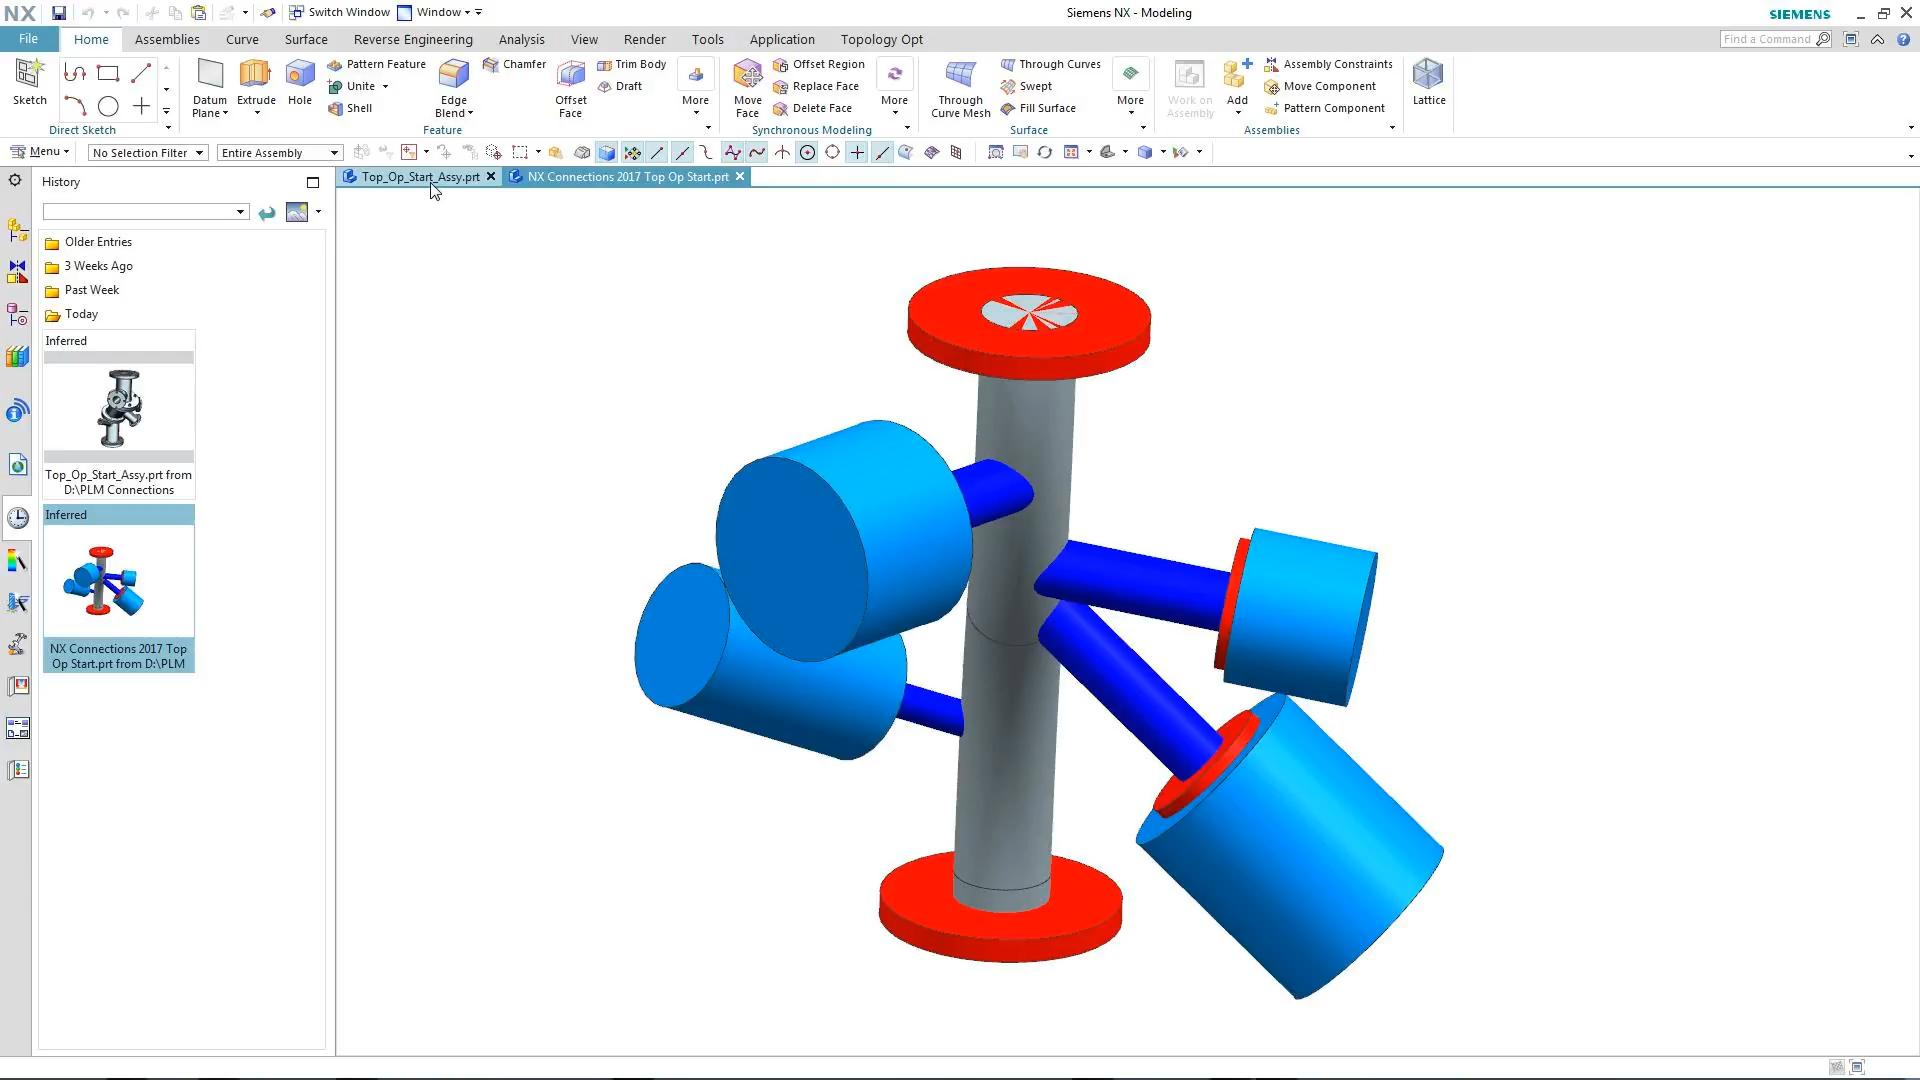 NX
Switch Window
Window
Siemens NX - Modeling
SIEMENS
File
Home
Assemblies
Curve
Surface
Reverse Engineering
Analysis
View
Render
Tools
Application
Topology Opt
Find a Command
Sketch
Direct Sketch
Datum
Plane
Extrude
Hole
Pattern Feature
Unite
Shell
Edge
Blend
Chamfer
Offset
Face
Trim Body
Draft
More
Feature
Move
Face
Offset Region
Replace Face
Delete Face
More
Synchronous Modeling
Through
Curve Mesh
Through Curves
Swept
Fill Surface
More
Surface
Work on
Assembly
Add
Assembly Constraints
Move Component
Pattern Component
Assemblies
Lattice
Menu
No Selection Filter
Entire Assembly
History
Top_Op_Start_Assy.prt
NX Connections 2017 Top Op Start.prt
Older Entries
3 Weeks Ago
Past Week
Today
Inferred
Top_Op_Start_Assy.prt from
D:\PLM Connections
Inferred
NX Connections 2017 Top
Op Start.prt from D:\PLM